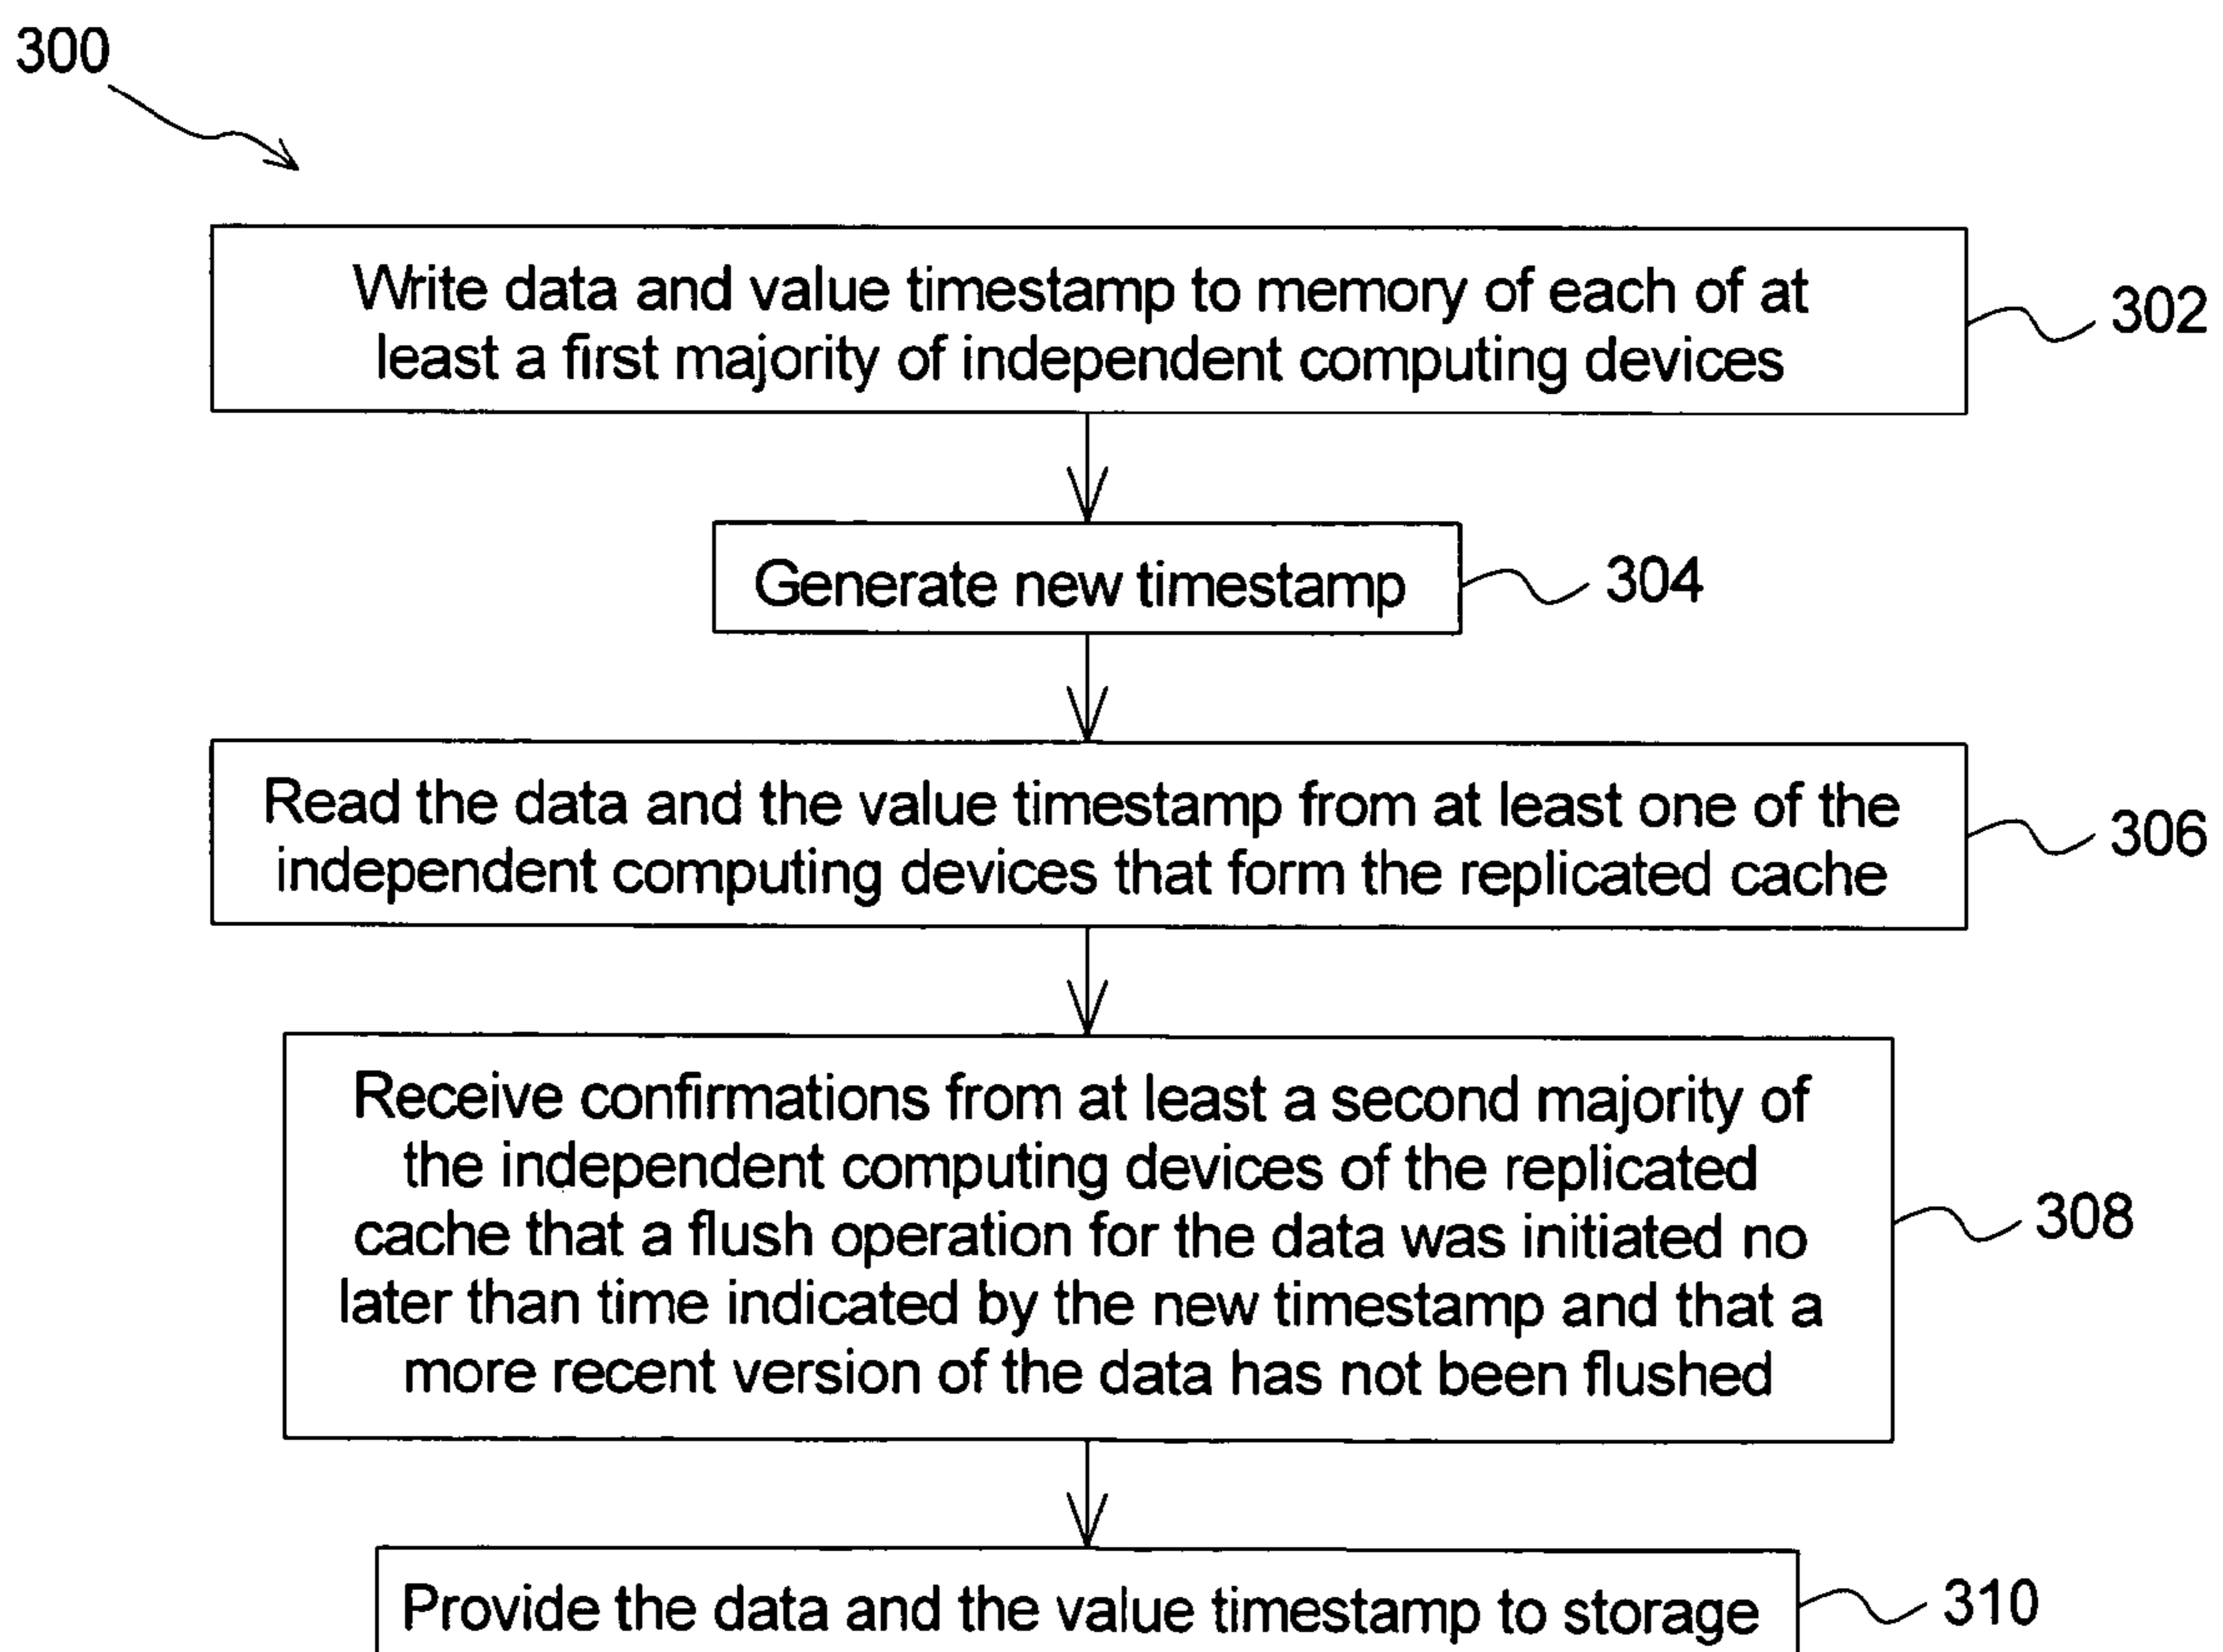 300
Write data and value timestamp to memory of each of at
least a first majority of independent computing devices
302
Generate new timestamp
304
Read the data and the value timestamp from at least one of the
independent computing devices that form the replicated cache
306
Receive confirmations from at least a second majority of
the independent computing devices of the replicated
cache that a flush operation for the data was initiated no
later than time indicated by the new timestamp and that a
more recent version of the data has not been flushed
308
Provide the data and the value timestamp to storage
310